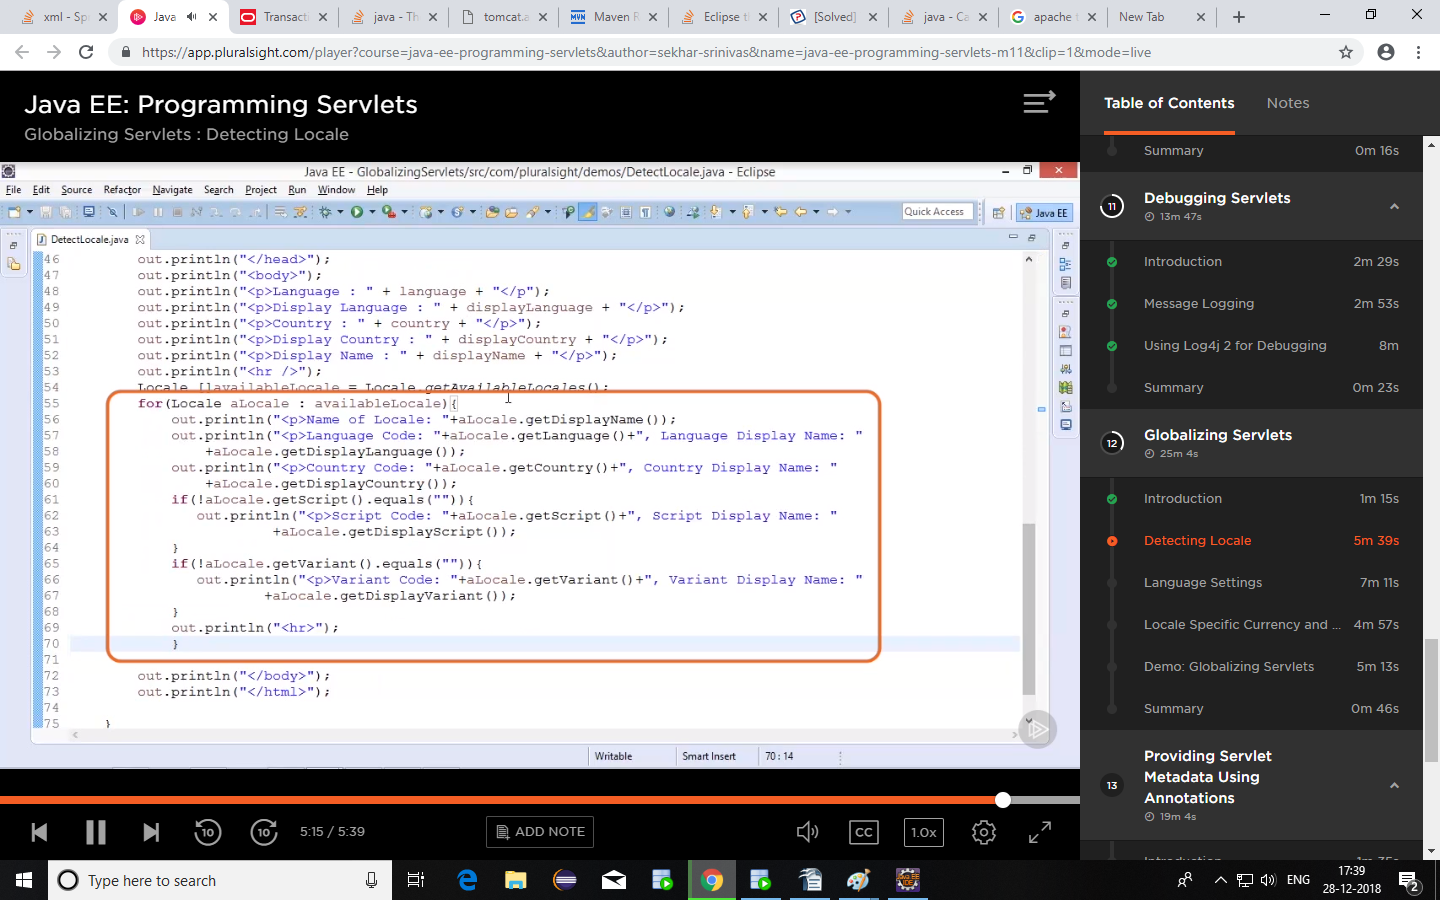 xml - Sp
Java
Transacti
java - Th
tomcat.a
Maven R
Eclipse ti
[Solved]
java - Ca
apache t
New Tab
https://app.pluralsight.com/player?course=java-ee-programming-servlets&author=sekhar-srinivas&name=java-ee-programming-servlets-m11&clip=1&mode=live
Java EE: Programming Servlets
Globalizing Servlets : Detecting Locale
Java EE - GlobalizingServlets/src/com/pluralsight/demos/DetectLocale.java - Eclipse
File Edit Source Refactor Navigate Search Project Run Window Help
Quick Access
Java EE
DetectLocale.java
46 out.println("</head>");
47 out.println("<body>");
48 out.println("<p>Language : " + language + "</p");
49 out.println("<p>Display Language : " + displayLanguage + "</p>");
50 out.println("<p>Country : " + country + "</p>");
51 out.println("<p>Display Country : " + displayCountry + "</p>");
52 out.println("<p>Display Name : " + displayName + "</p>");
53 out.println("<hr />");
54 Locale []availableLocale = Locale.getAvailableLocales();
55 for(Locale aLocale : availableLocale){
56 out.println("<p>Name of Locale: "+aLocale.getDisplayName());
57 out.println("<p>Language Code: "+aLocale.getLanguage()+", Language Display Name: "
58 +aLocale.getDisplayLanguage());
59 out.println("<p>Country Code: "+aLocale.getCountry()+", Country Display Name: "
60 +aLocale.getDisplayCountry());
61 if(!aLocale.getScript().equals("")){
62 out.println("<p>Script Code: "+aLocale.getScript()+", Script Display Name: "
63 +aLocale.getDisplayScript());
64 }
65 if(!aLocale.getVariant().equals("")){
66 out.println("<p>Variant Code: "+aLocale.getVariant()+", Variant Display Name: "
67 +aLocale.getDisplayVariant());
68 }
69 out.println("<hr>");
70 }
71
72 out.println("</body>");
73 out.println("</html>");
74
75 }
Writable
Smart Insert
70 : 14
10
10
5:15 / 5:39
ADD NOTE
CC
1.0x
Table of Contents
Notes
Summary 0m 16s
11
Debugging Servlets
13m 47s
Introduction 2m 29s
Message Logging 2m 53s
Using Log4j 2 for Debugging 8m
Summary 0m 23s
12
Globalizing Servlets
25m 4s
Introduction 1m 15s
Detecting Locale 5m 39s
Language Settings 7m 11s
Locale Specific Currency and ... 4m 57s
Demo: Globalizing Servlets 5m 13s
Summary 0m 46s
13
Providing Servlet
Metadata Using
Annotations
19m 4s
Type here to search
ENG
17:39
28-12-2018
2